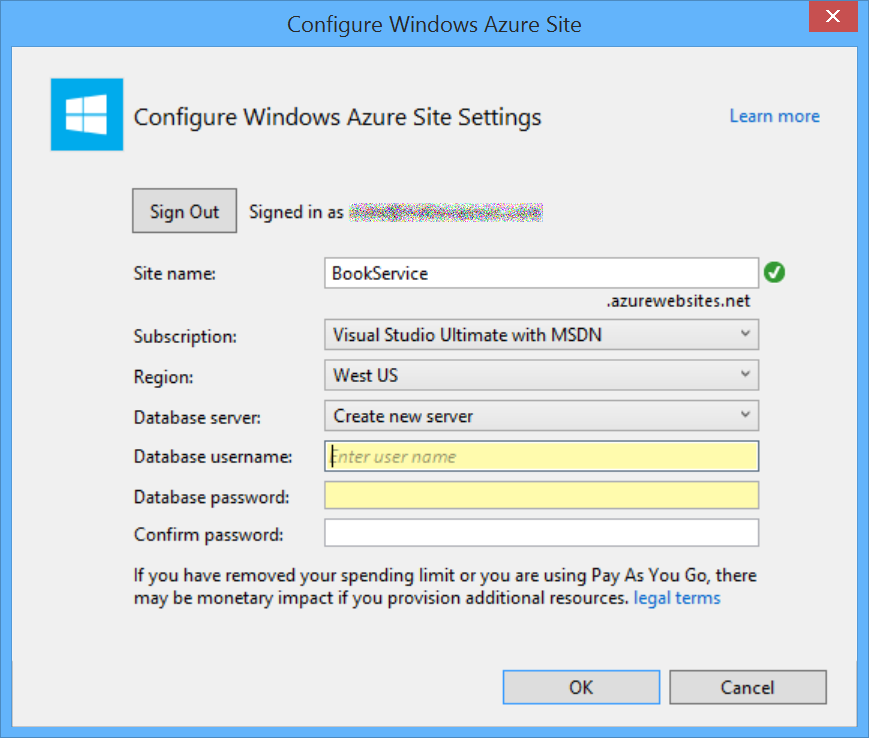 Configure Windows Azure Site
Configure Windows Azure Site Settings
Learn more
Sign Out
Signed in as
Site name:
BookService
.azurewebsites.net
Subscription:
Visual Studio Ultimate with MSDN
Region:
West US
Database server:
Create new server
Database username:
Enter user name
Database password:
Confirm password:
If you have removed your spending limit or you are using Pay As You Go, there
may be monetary impact if you provision additional resources. legal terms
OK
Cancel